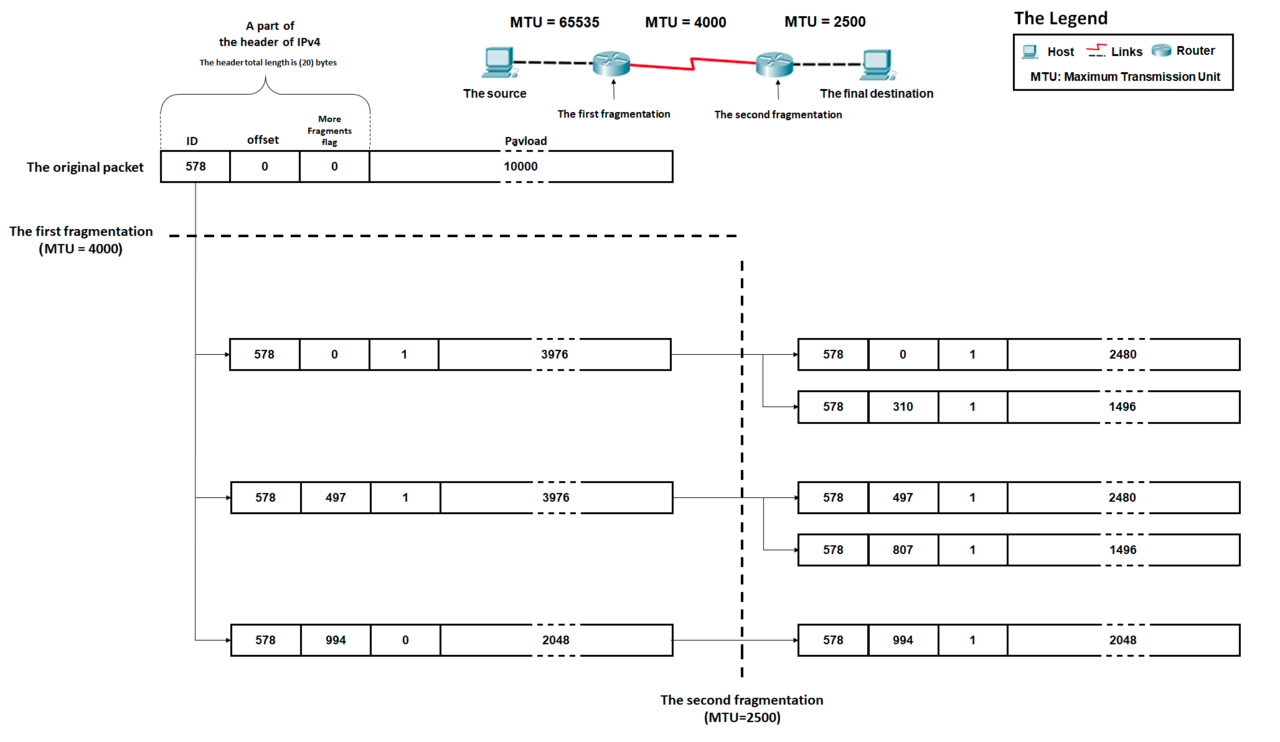 A part of
the header of IPv4
The header total length is (20) bytes
MTU = 65535 MTU = 4000 MTU = 2500
The source
The final destination
The first fragmentation
The second fragmentation
The Legend
Host Links Router
MTU: Maximum Transmission Unit
ID offset More Fragments flag Payload
The original packet 578 0 0 10000
The first fragmentation
(MTU = 4000)
578 0 1 3976
578 0 1 2480
578 310 1 1496
578 497 1 3976
578 497 1 2480
578 807 1 1496
578 994 0 2048
578 994 1 2048
The second fragmentation
(MTU=2500)